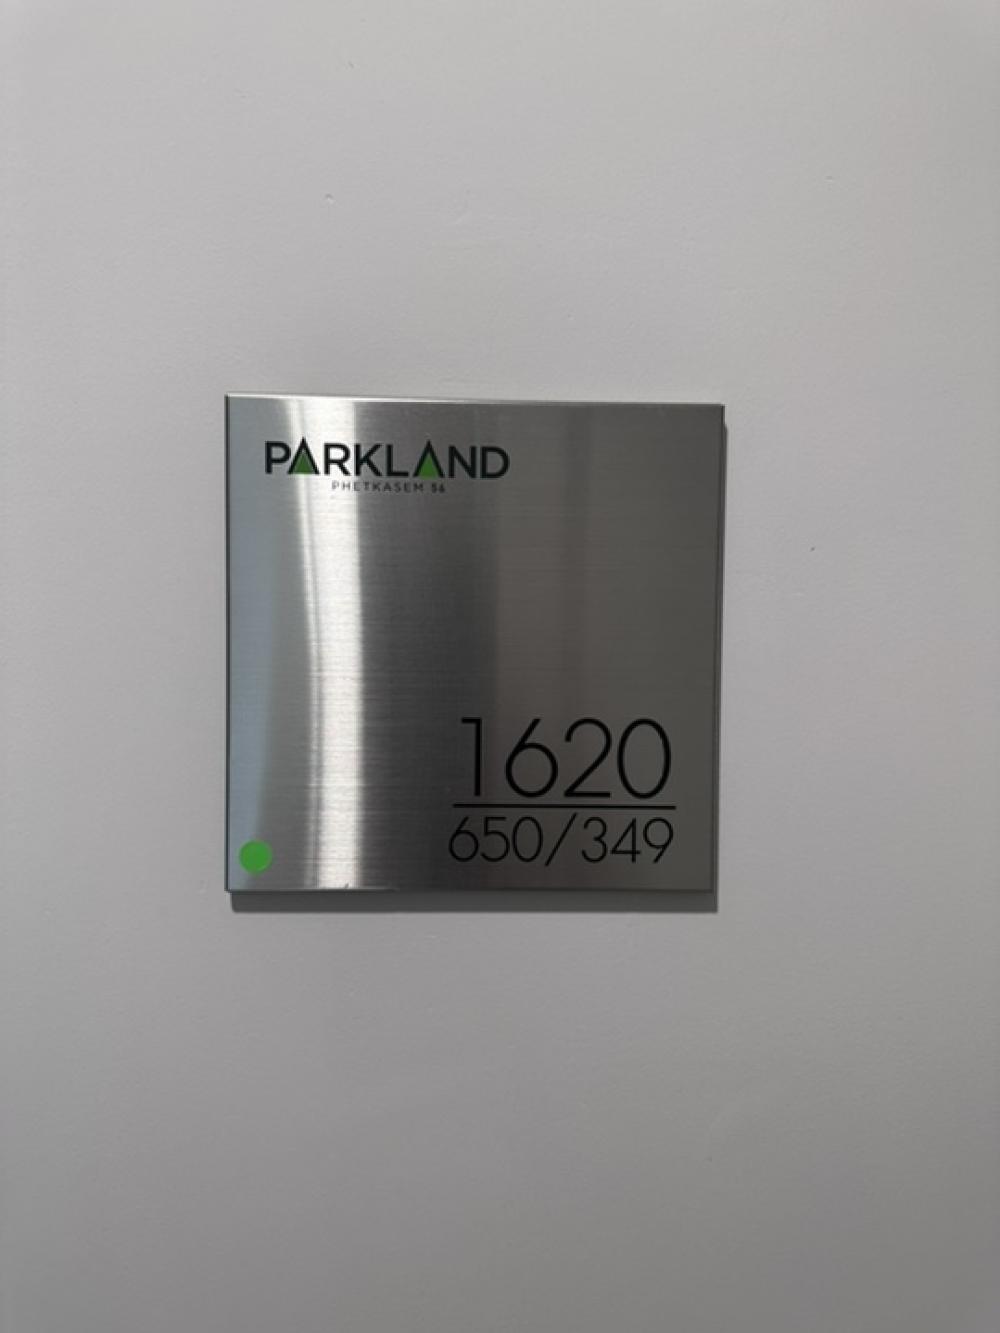 PARKLAND
PHETKASEM 56
1620
650/349